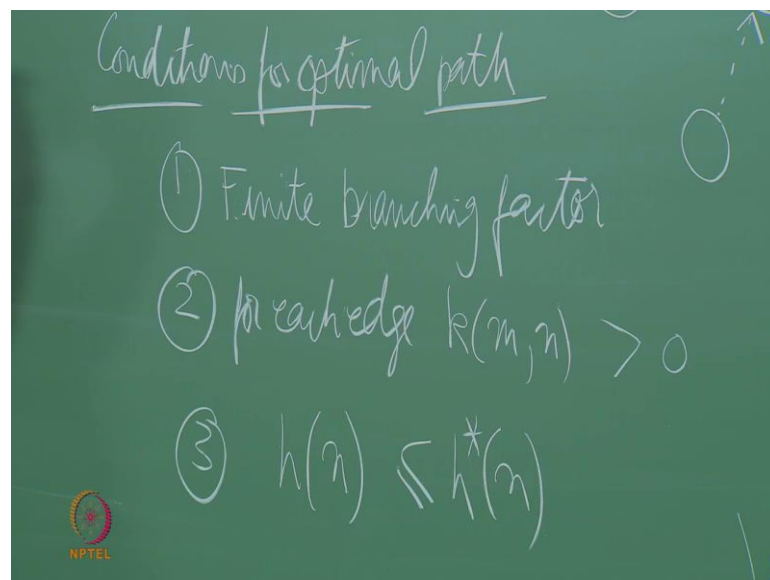 Conditions for optimal path
① Finite branching factor
② for each edge k(m,n) > 0
③ h(n) ≤ h*(n)
NPTEL